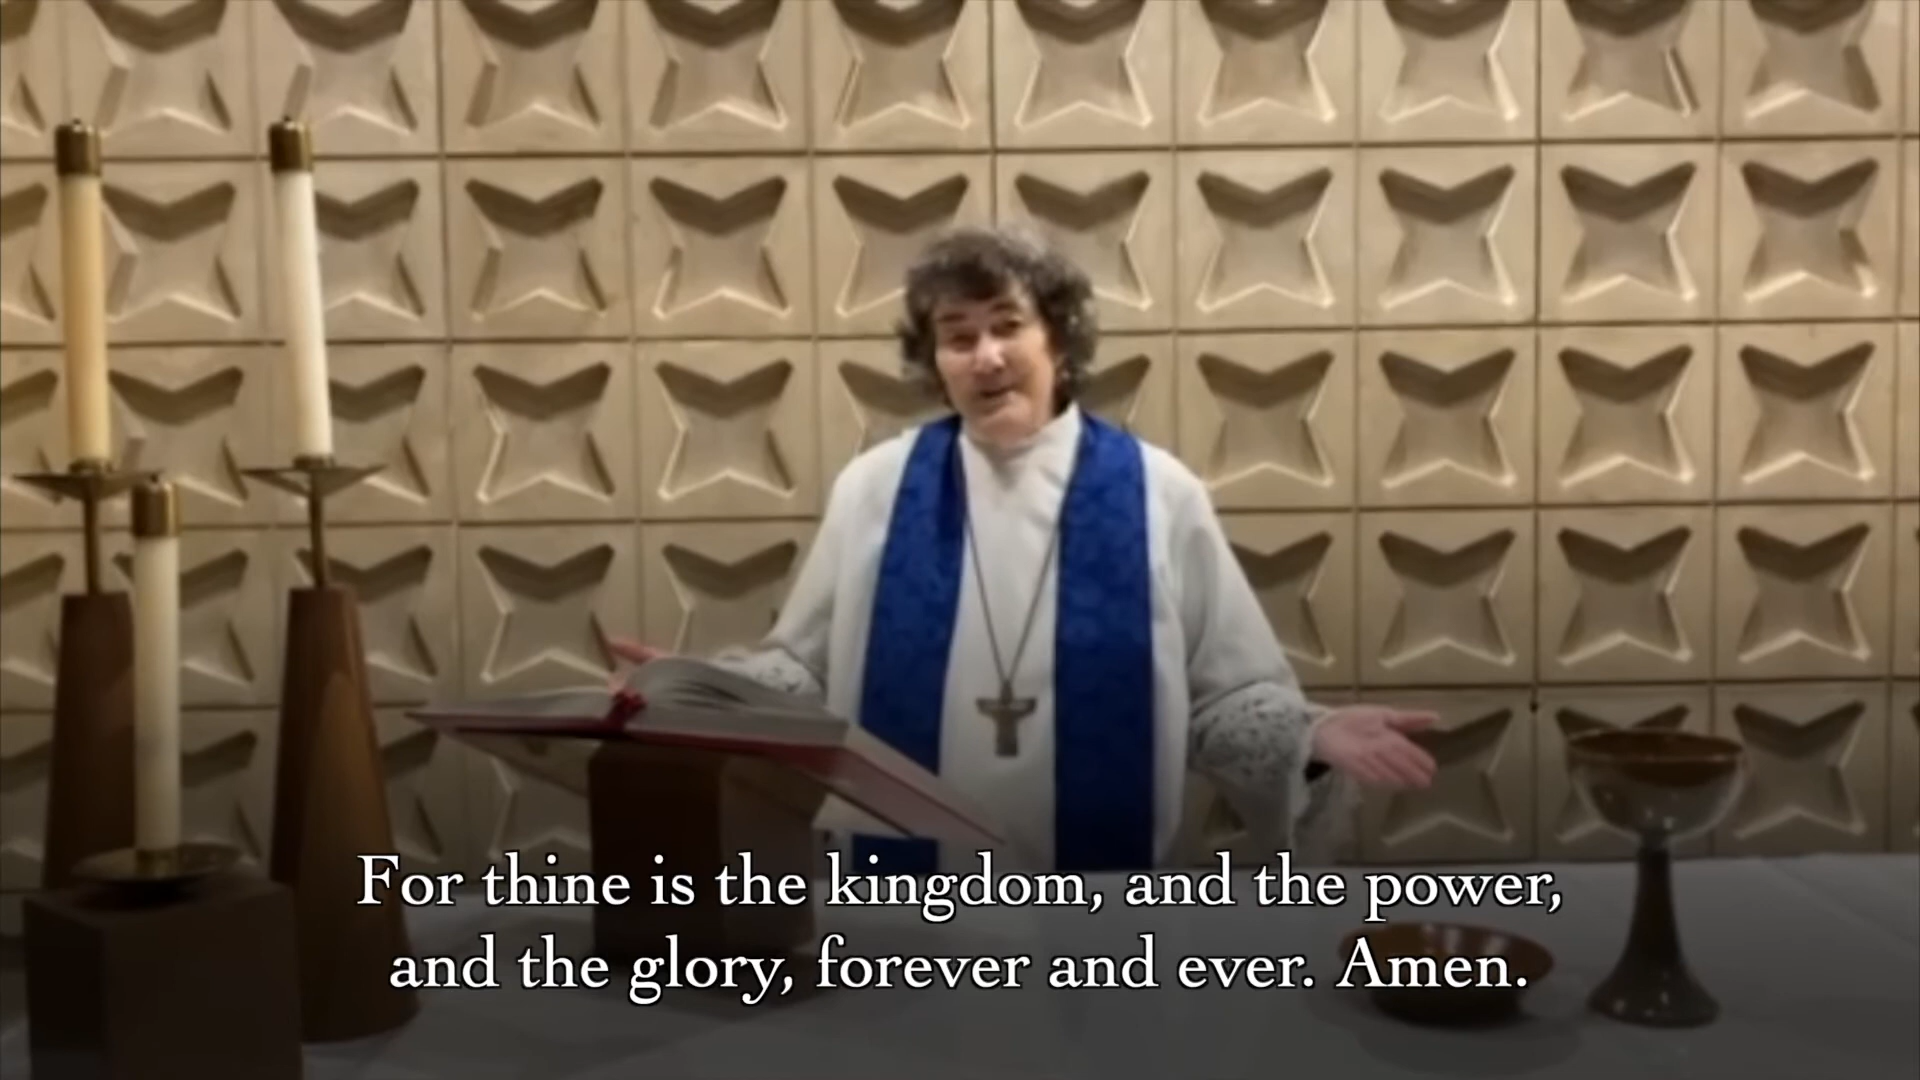 For thine is the kingdom, and the power,
and the glory, forever and ever. Amen.